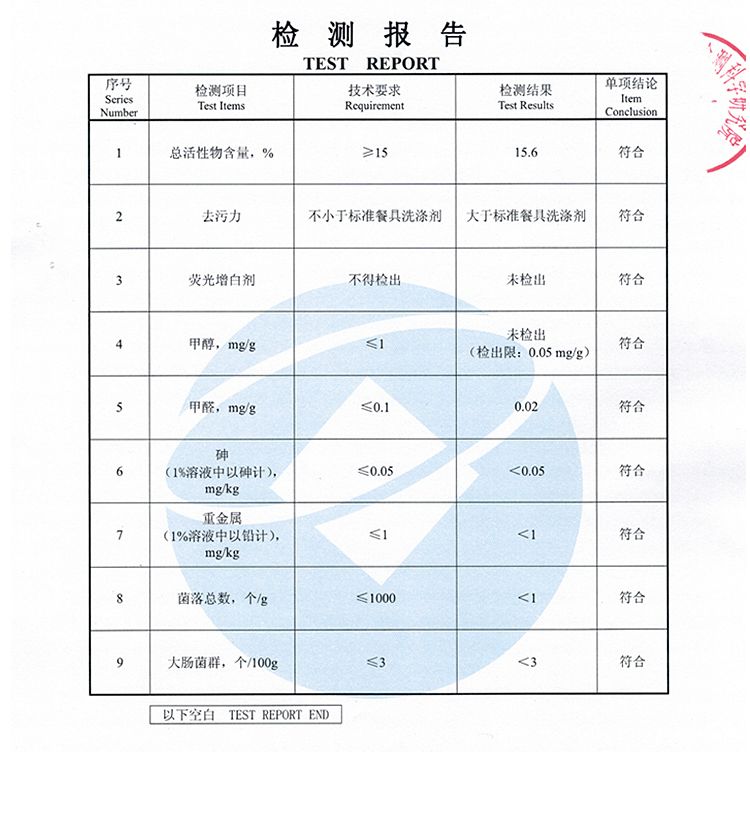 检 测 报 告
TEST REPORT
序号
Series
Number
检测项目
Test Items
技术要求
Requirement
检测结果
Test Results
单项结论
Item
Conclusion
1
总活性物含量，%
≥15
15.6
符合
2
去污力
不小于标准餐具洗涤剂
大于标准餐具洗涤剂
符合
3
荧光增白剂
不得检出
未检出
符合
4
甲醇，mg/g
≤1
未检出
（检出限：0.05 mg/g）
符合
5
甲醛，mg/g
≤0.1
0.02
符合
6
砷
（1%溶液中以砷计），
mg/kg
≤0.05
＜0.05
符合
7
重金属
（1%溶液中以铅计），
mg/kg
≤1
＜1
符合
8
菌落总数，个/g
≤1000
＜1
符合
9
大肠菌群，个/100g
≤3
＜3
符合
以下空白 TEST REPORT END
测科学研究院